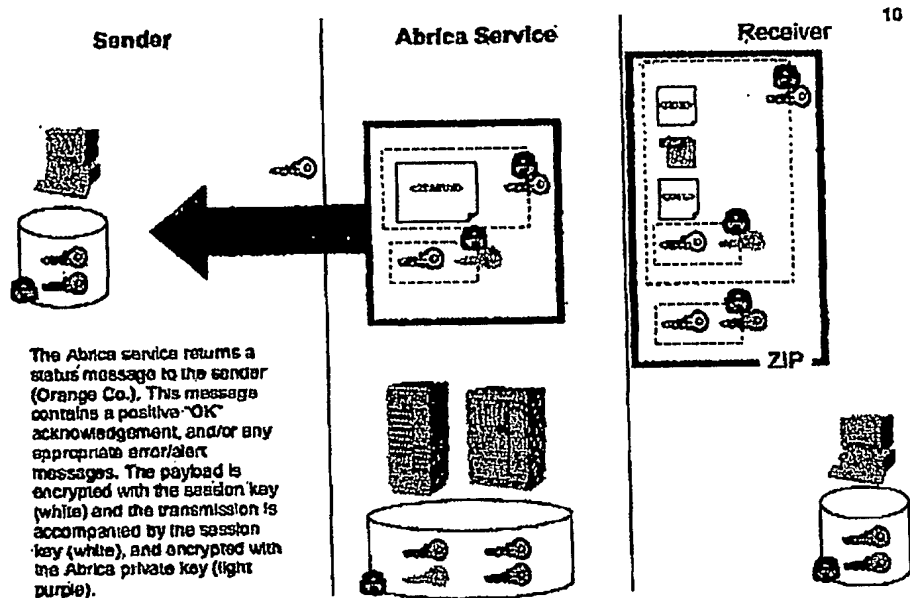 10
Sender
Abrica Service
Receiver
ZIP
The Abrica service returns a
status message to the sender
(Orange Co.). This message
contains a positive "OK"
acknowledgement, and/or any
appropriate error/alert
messages. The payload is
encrypted with the session key
(white) and the transmission is
accompanied by the session
key (white), and encrypted with
the Abrica private key (light
purple).